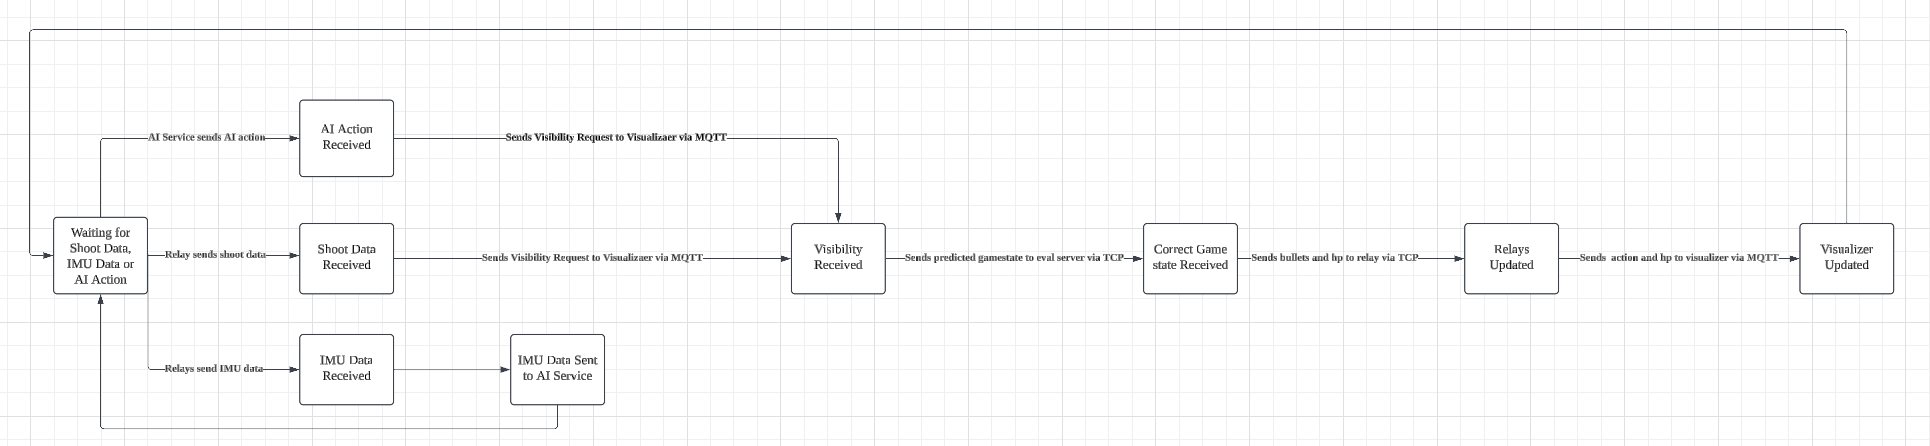 AI Action
Received
AI Service sends AI action
Sends Visibility Request to Visualizaer via MQTT
Waiting for
Shoot Data,
IMU Data or
AI Action
Relay sends shoot data
Shoot Data
Received
Sends Visibility Request to Visualizaer via MQTT
Visibility
Received
Sends predicted gamestate to eval server via TCP
Correct Game
state Received
Sends bullets and hp to relay via TCP
Relays
Updated
Sends action and hp to visualizer via MQTT
Visualizer
Updated
Relays send IMU data
IMU Data
Received
IMU Data Sent
to AI Service